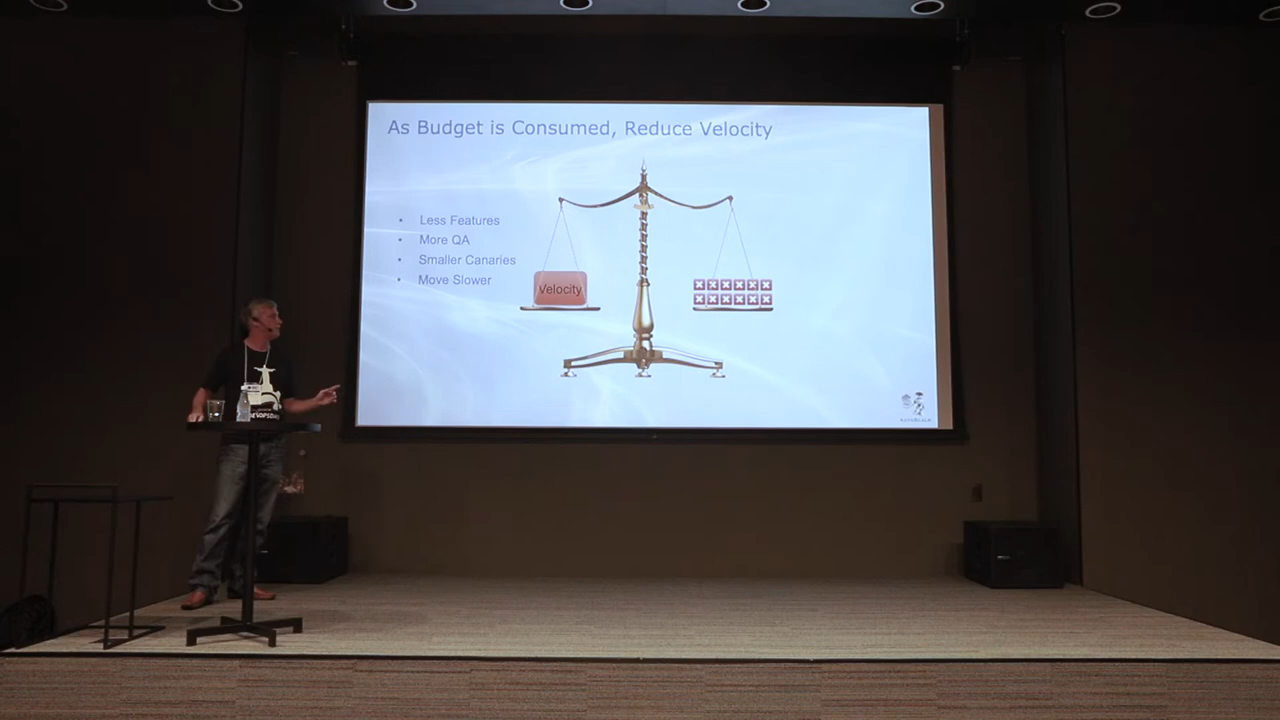 As Budget is Consumed, Reduce Velocity
• Less Features
• More QA
• Smaller Canaries
• Move Slower
Velocity